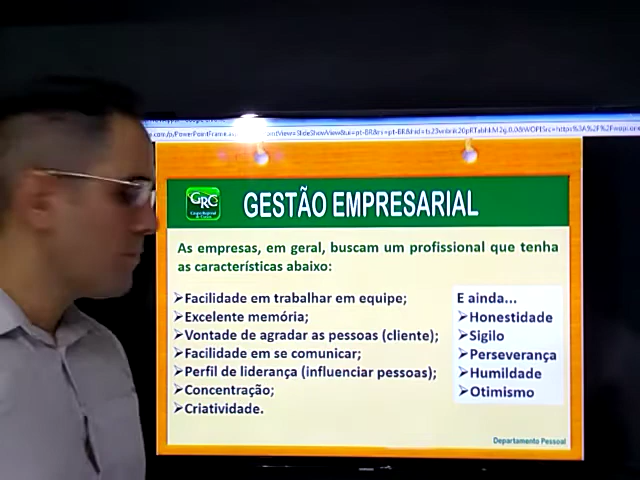 GRC
GESTÃO EMPRESARIAL
As empresas, em geral, buscam um profissional que tenha
as características abaixo:
➢Facilidade em trabalhar em equipe;
➢Excelente memória;
➢Vontade de agradar as pessoas (cliente);
➢Facilidade em se comunicar;
➢Perfil de liderança (influenciar pessoas);
➢Concentração;
➢Criatividade.
E ainda...
➢Honestidade
➢Sigilo
➢Perseverança
➢Humildade
➢Otimismo
Departamento Pessoal